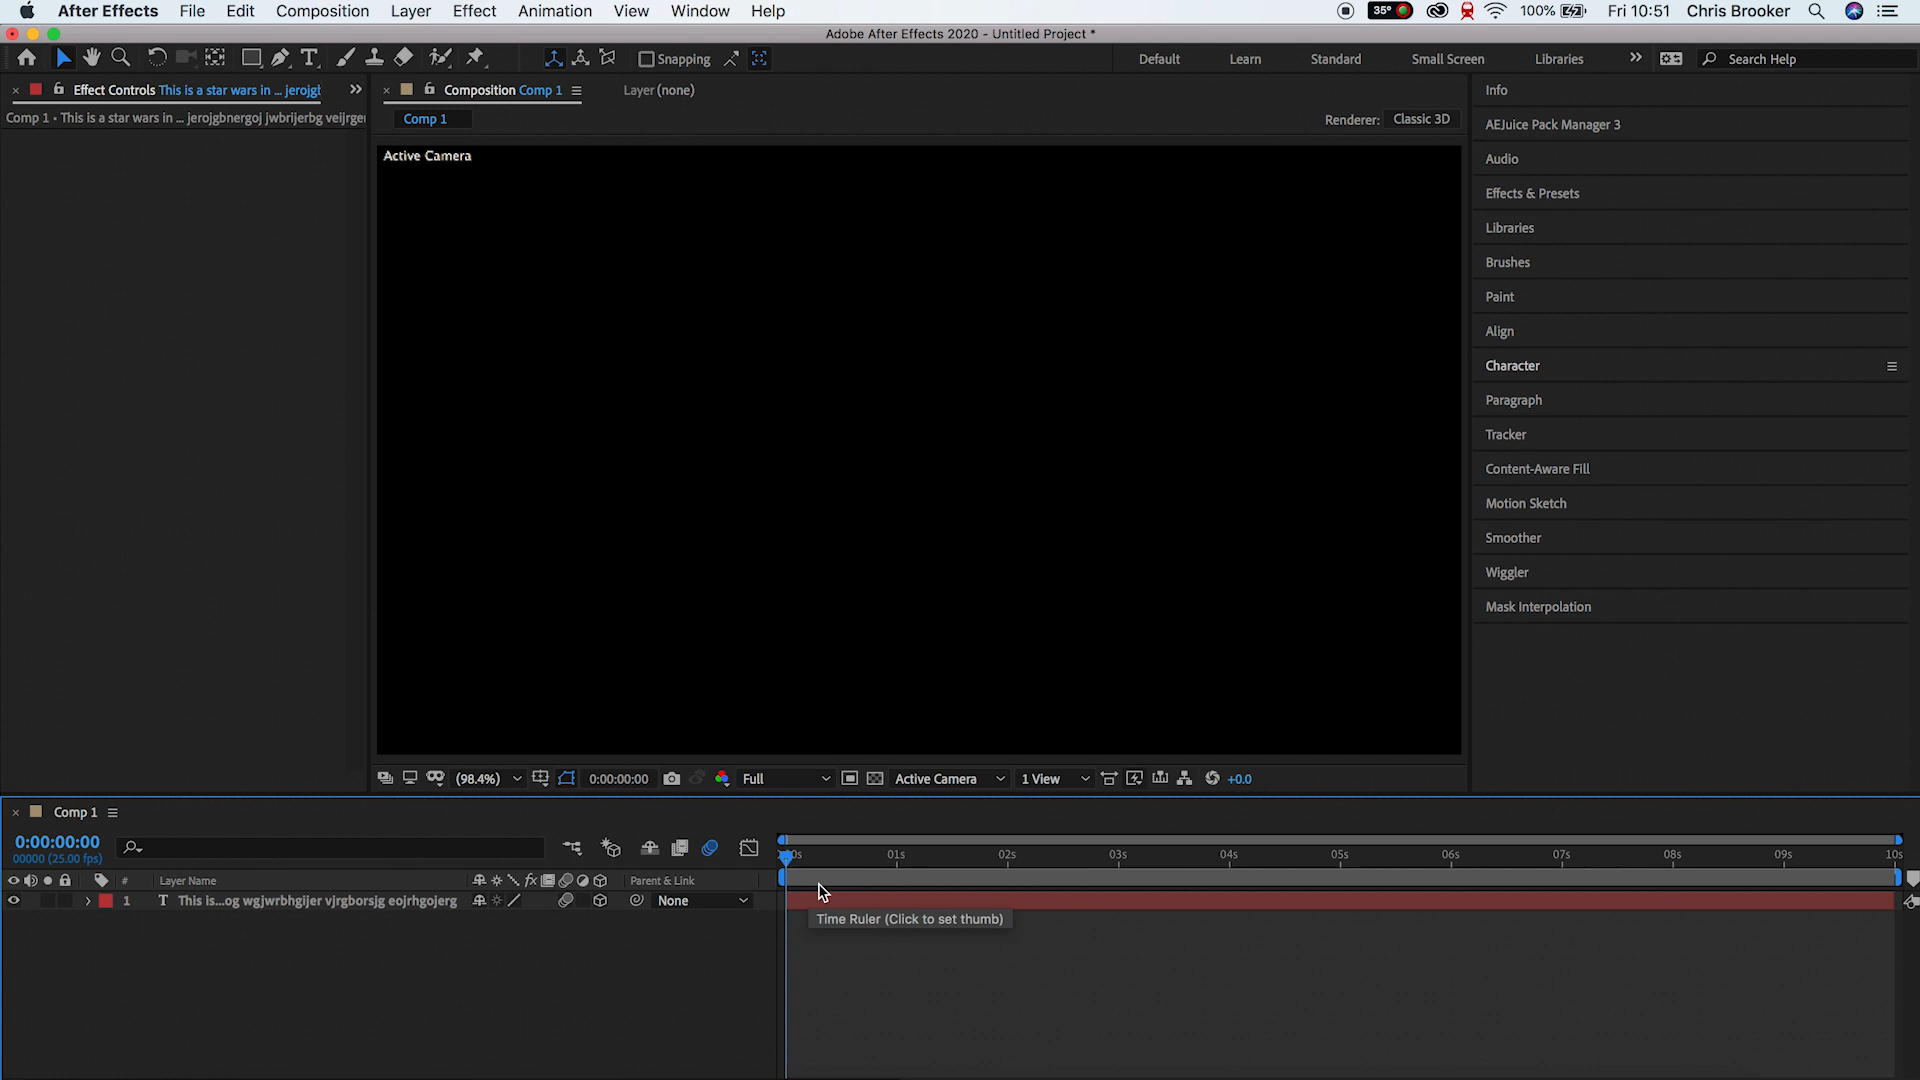 After Effects File Edit Composition Layer Effect Animation View Window Help 35° 100% Fri 10:51 Chris Brooker
Adobe After Effects 2020 - Untitled Project *
Snapping Default Learn Standard Small Screen Libraries Search Help
Effect Controls This is a star wars in ... jerojgt Composition Comp 1 Layer (none)
Comp 1 • This is a star wars in ... jerojgbnergoj jwbrijerbg veijrger Comp 1 Renderer: Classic 3D
Active Camera
Info
AEJuice Pack Manager 3
Audio
Effects & Presets
Libraries
Brushes
Paint
Align
Character
Paragraph
Tracker
Content-Aware Fill
Motion Sketch
Smoother
Wiggler
Mask Interpolation
(98.4%) 0:00:00:00 Full Active Camera 1 View +0.0
Comp 1
0:00:00:00
00000 (25.00 fps)
00s 01s 02s 03s 04s 05s 06s 07s 08s 09s 10s
# Layer Name fx Parent & Link
1 T This is...og wgjwrbhgijer vjrgborsjg eojrhgojerg None
Time Ruler (Click to set thumb)